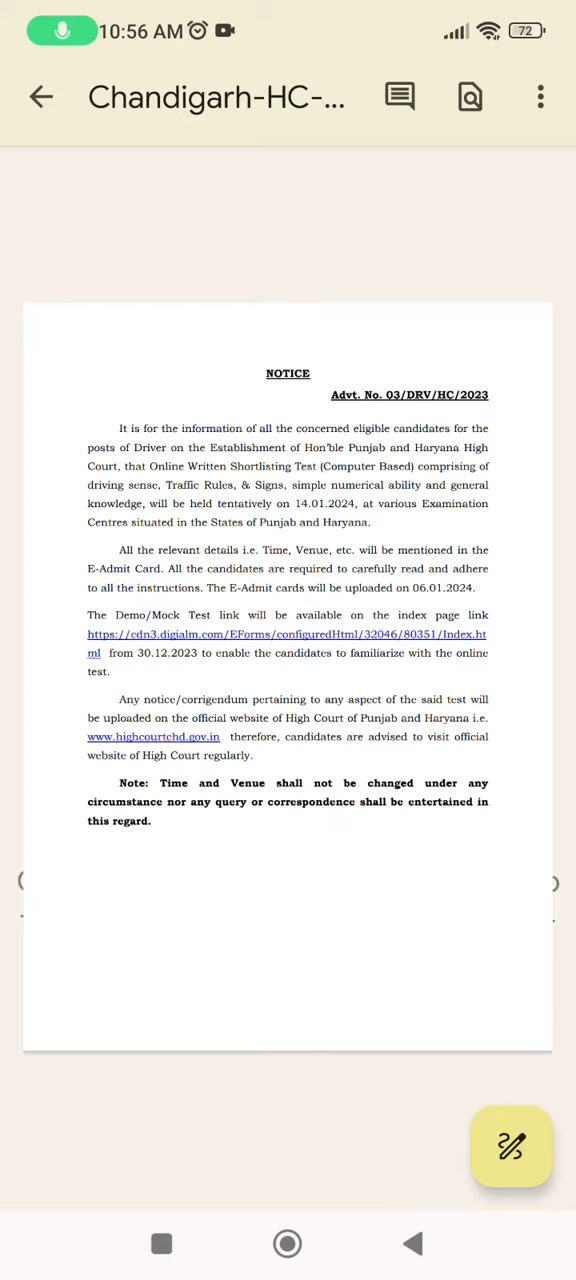 10:56 AM
72
Chandigarh-HC-...
NOTICE
Advt. No. 03/DRV/HC/2023
It is for the information of all the concerned eligible candidates for the
posts of Driver on the Establishment of Hon'ble Punjab and Haryana High
Court, that Online Written Shortlisting Test (Computer Based) comprising of
driving sense, Traffic Rules, & Signs, simple numerical ability and general
knowledge, will be held tentatively on 14.01.2024, at various Examination
Centres situated in the States of Punjab and Haryana.
All the relevant details i.e. Time, Venue, etc. will be mentioned in the
E-Admit Card. All the candidates are required to carefully read and adhere
to all the instructions. The E-Admit cards will be uploaded on 06.01.2024.
The Demo/Mock Test link will be available on the index page link
https://cdn3.digialm.com/EForms/configuredHtml/32046/80351/Index.ht
ml from 30.12.2023 to enable the candidates to familiarize with the online
test.
Any notice/corrigendum pertaining to any aspect of the said test will
be uploaded on the official website of High Court of Punjab and Haryana i.e.
www.highcourtchd.gov.in therefore, candidates are advised to visit official
website of High Court regularly.
Note: Time and Venue shall not be changed under any
circumstance nor any query or correspondence shall be entertained in
this regard.